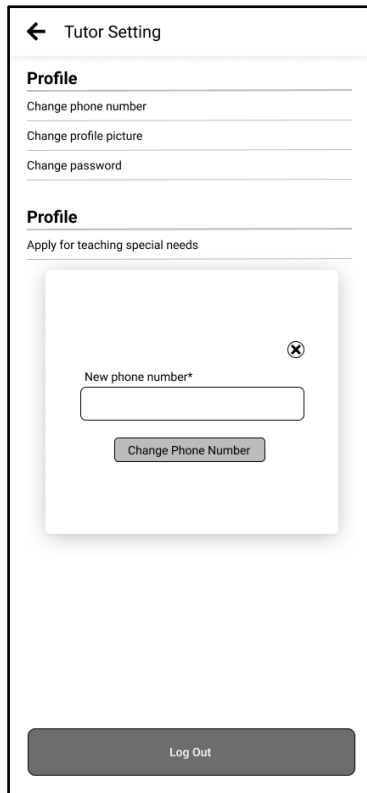 Tutor Setting
Profile
Change phone number
Change profile picture
Change password
Profile
Apply for teaching special needs
New phone number*
Change Phone Number
Log Out